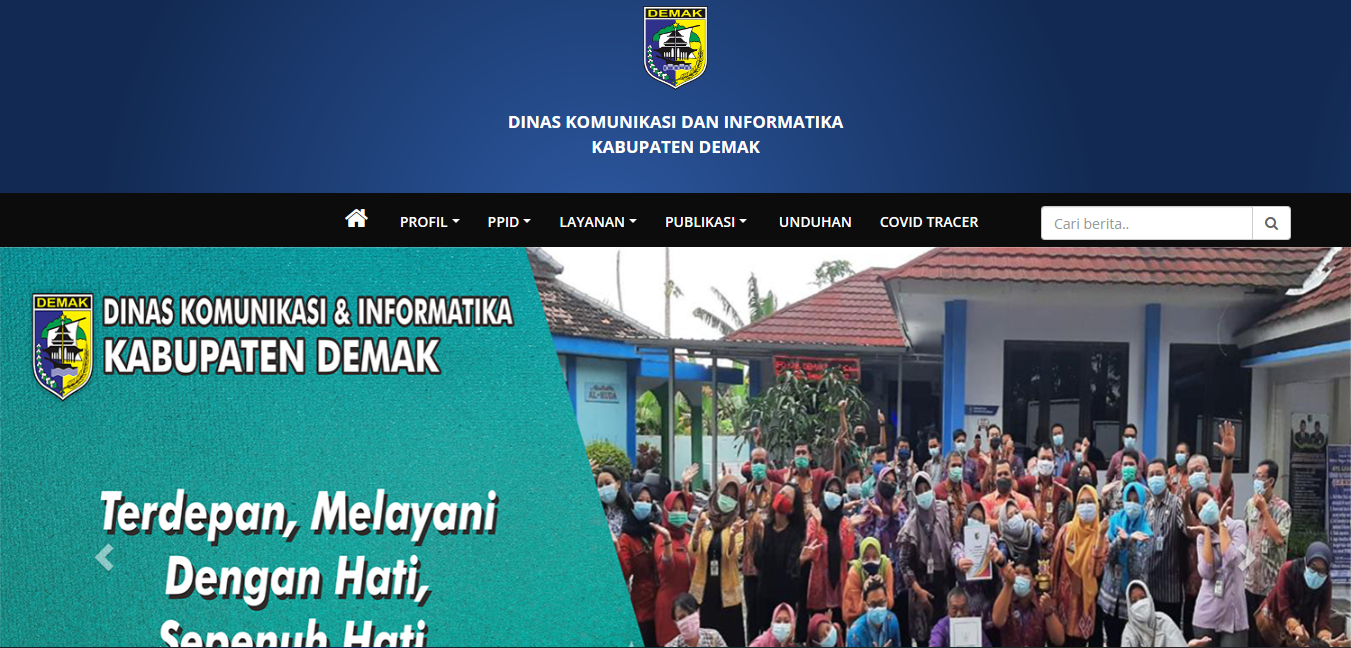 DEMAK
DINAS KOMUNIKASI DAN INFORMATIKA
KABUPATEN DEMAK
PROFIL PPID LAYANAN PUBLIKASI UNDUHAN COVID TRACER Cari berita..
DEMAK
DINAS KOMUNIKASI & INFORMATIKA
KABUPATEN DEMAK
AL-HUDA
Terdepan, Melayani
Dengan Hati,
Sepenuh Hati